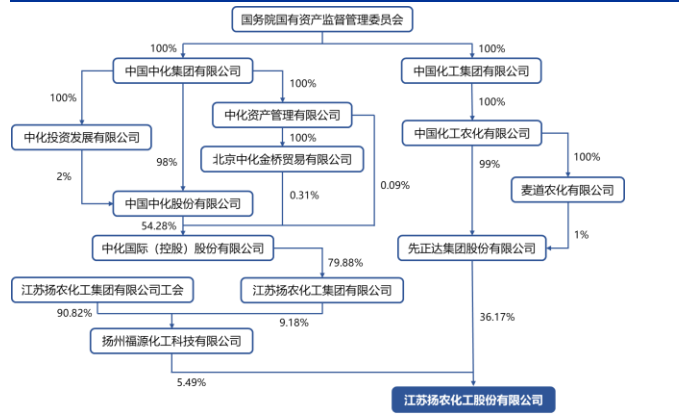 国务院国有资产监督管理委员会
100%
100%
中国中化集团有限公司
中国化工集团有限公司
100%
100%
100%
中化资产管理有限公司
中化投资发展有限公司
中国化工农化有限公司
100%
北京中化金桥贸易有限公司
98%
99%
100%
2%
0.31%
0.09%
麦道农化有限公司
中国中化股份有限公司
54.28%
1%
中化国际（控股）股份有限公司
先正达集团股份有限公司
79.88%
江苏扬农化工集团有限公司工会
江苏扬农化工集团有限公司
90.82%
9.18%
36.17%
扬州福源化工科技有限公司
5.49%
江苏扬农化工股份有限公司